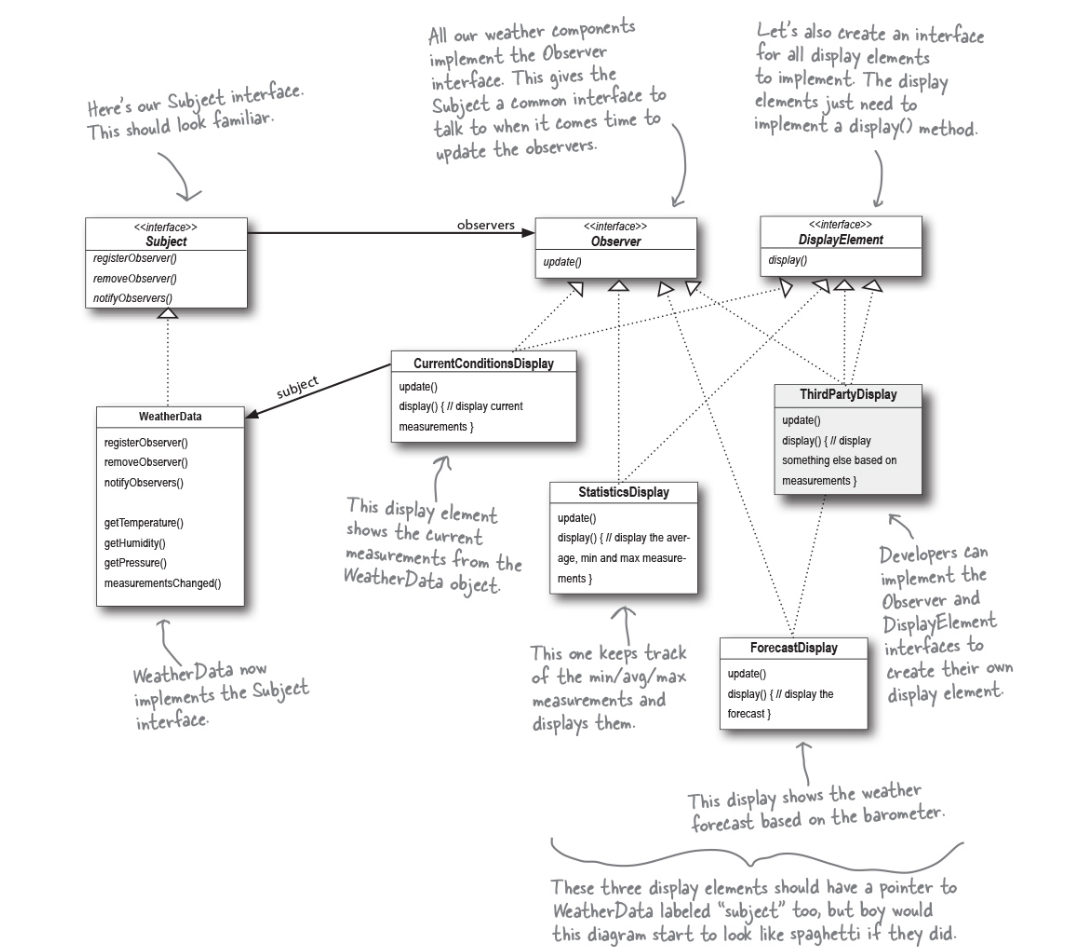 Here's our Subject interface.
This should look familiar.
All our weather components
implement the Observer
interface. This gives the
Subject a common interface to
talk to when it comes time to
update the observers.
Let's also create an interface
for all display elements
to implement. The display
elements just need to
implement a display() method.
<<interface>>
Subject
registerObserver()
removeObserver()
notifyObservers()
observers
<<interface>>
Observer
update()
<<interface>>
DisplayElement
display()
subject
CurrentConditionsDisplay
update()
display() { // display current
measurements }
WeatherData
registerObserver()
removeObserver()
notifyObservers()
getTemperature()
getHumidity()
getPressure()
measurementsChanged()
ThirdPartyDisplay
update()
display() { // display
something else based on
measurements }
StatisticsDisplay
update()
display() { // display the aver-
age, min and max measure-
ments }
This display element
shows the current
measurements from the
WeatherData object.
Developers can
implement the
Observer and
DisplayElement
interfaces to
create their own
display element.
ForecastDisplay
update()
display() { // display the
forecast }
WeatherData now
implements the Subject
interface.
This one keeps track
of the min/avg/max
measurements and
displays them.
This display shows the weather
forecast based on the barometer.
These three display elements should have a pointer to
WeatherData labeled "subject" too, but boy would
this diagram start to look like spaghetti if they did.